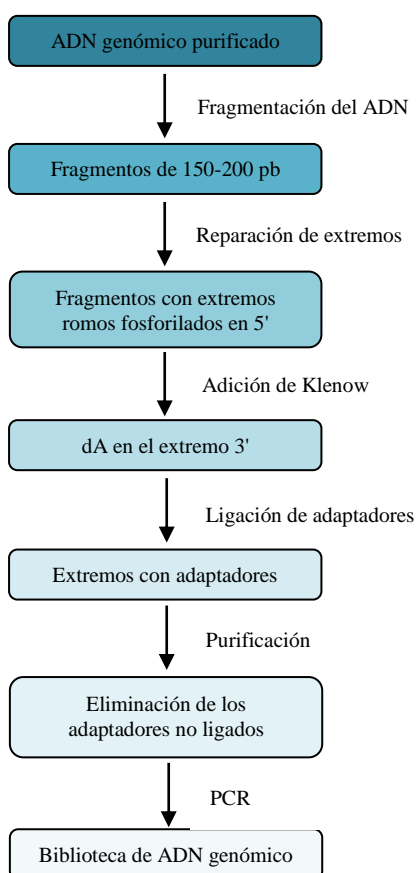 ADN genómico purificado
Fragmentación del ADN
Fragmentos de 150-200 pb
Reparación de extremos
Fragmentos con extremos
romos fosforilados en 5'
Adición de Klenow
dA en el extremo 3'
Ligación de adaptadores
Extremos con adaptadores
Purificación
Eliminación de los
adaptadores no ligados
PCR
Biblioteca de ADN genómico